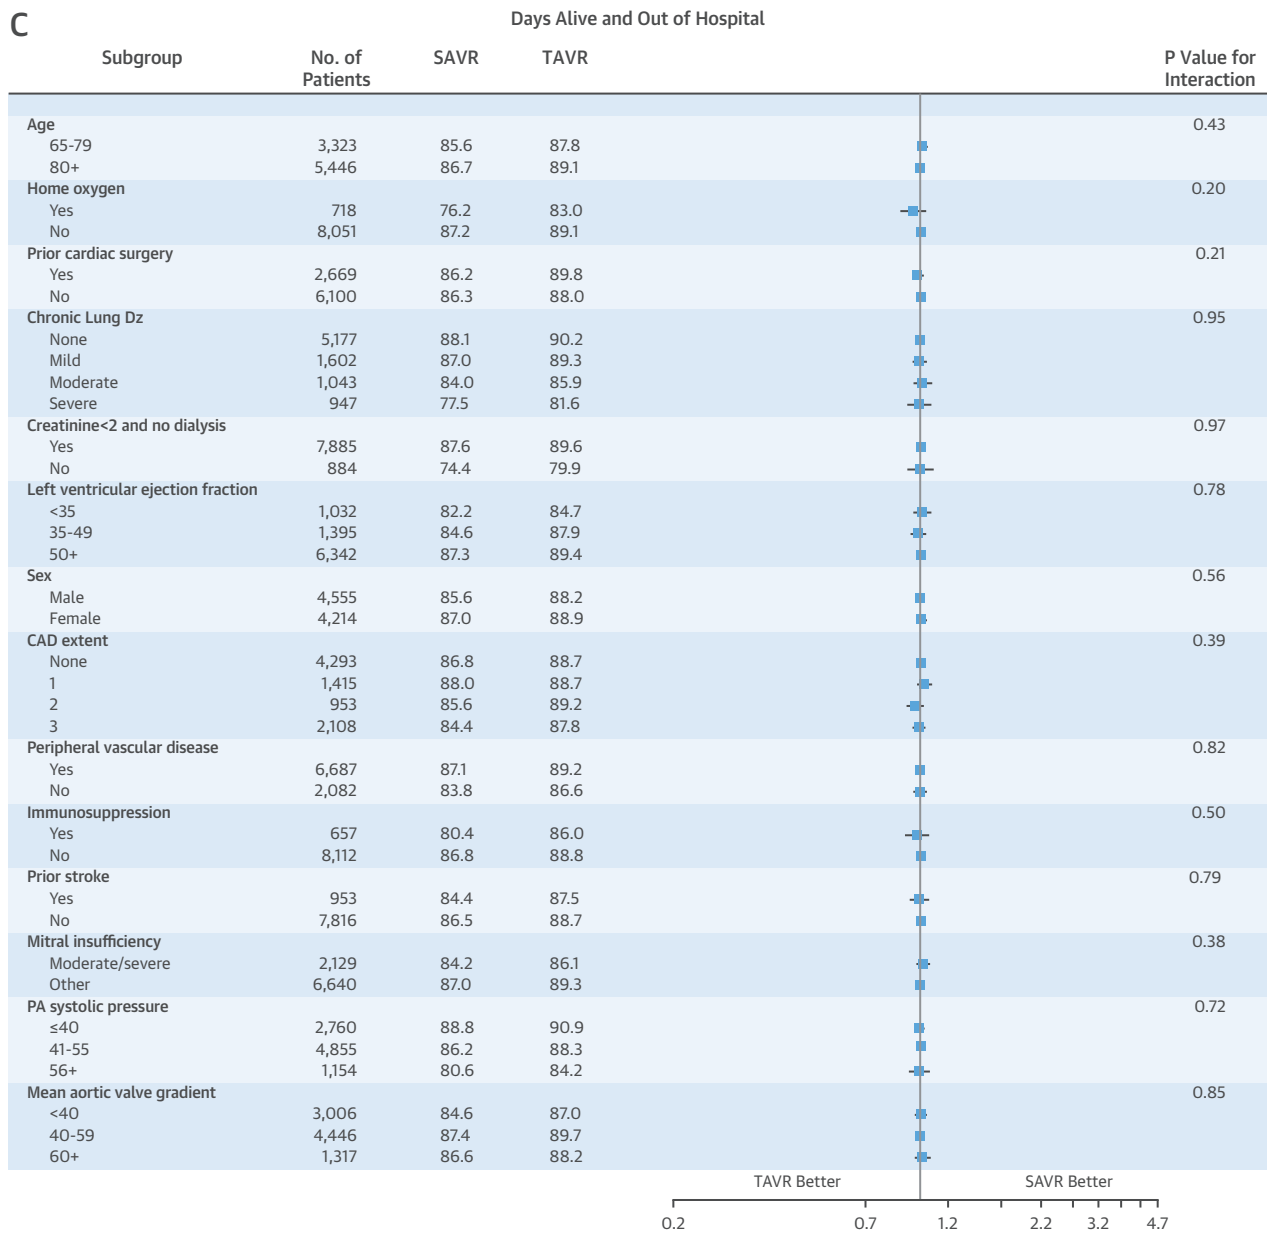 C
Days Alive and Out of Hospital
Subgroup No. of Patients SAVR TAVR P Value for Interaction
Age 0.43
65-79 3,323 85.6 87.8
80+ 5,446 86.7 89.1
Home oxygen 0.20
Yes 718 76.2 83.0
No 8,051 87.2 89.1
Prior cardiac surgery 0.21
Yes 2,669 86.2 89.8
No 6,100 86.3 88.0
Chronic Lung Dz 0.95
None 5,177 88.1 90.2
Mild 1,602 87.0 89.3
Moderate 1,043 84.0 85.9
Severe 947 77.5 81.6
Creatinine<2 and no dialysis 0.97
Yes 7,885 87.6 89.6
No 884 74.4 79.9
Left ventricular ejection fraction 0.78
<35 1,032 82.2 84.7
35-49 1,395 84.6 87.9
50+ 6,342 87.3 89.4
Sex 0.56
Male 4,555 85.6 88.2
Female 4,214 87.0 88.9
CAD extent 0.39
None 4,293 86.8 88.7
1 1,415 88.0 88.7
2 953 85.6 89.2
3 2,108 84.4 87.8
Peripheral vascular disease 0.82
Yes 6,687 87.1 89.2
No 2,082 83.8 86.6
Immunosuppression 0.50
Yes 657 80.4 86.0
No 8,112 86.8 88.8
Prior stroke 0.79
Yes 953 84.4 87.5
No 7,816 86.5 88.7
Mitral insufficiency 0.38
Moderate/severe 2,129 84.2 86.1
Other 6,640 87.0 89.3
PA systolic pressure 0.72
≤40 2,760 88.8 90.9
41-55 4,855 86.2 88.3
56+ 1,154 80.6 84.2
Mean aortic valve gradient 0.85
<40 3,006 84.6 87.0
40-59 4,446 87.4 89.7
60+ 1,317 86.6 88.2
TAVR Better SAVR Better
0.2 0.7 1.2 2.2 3.2 4.7